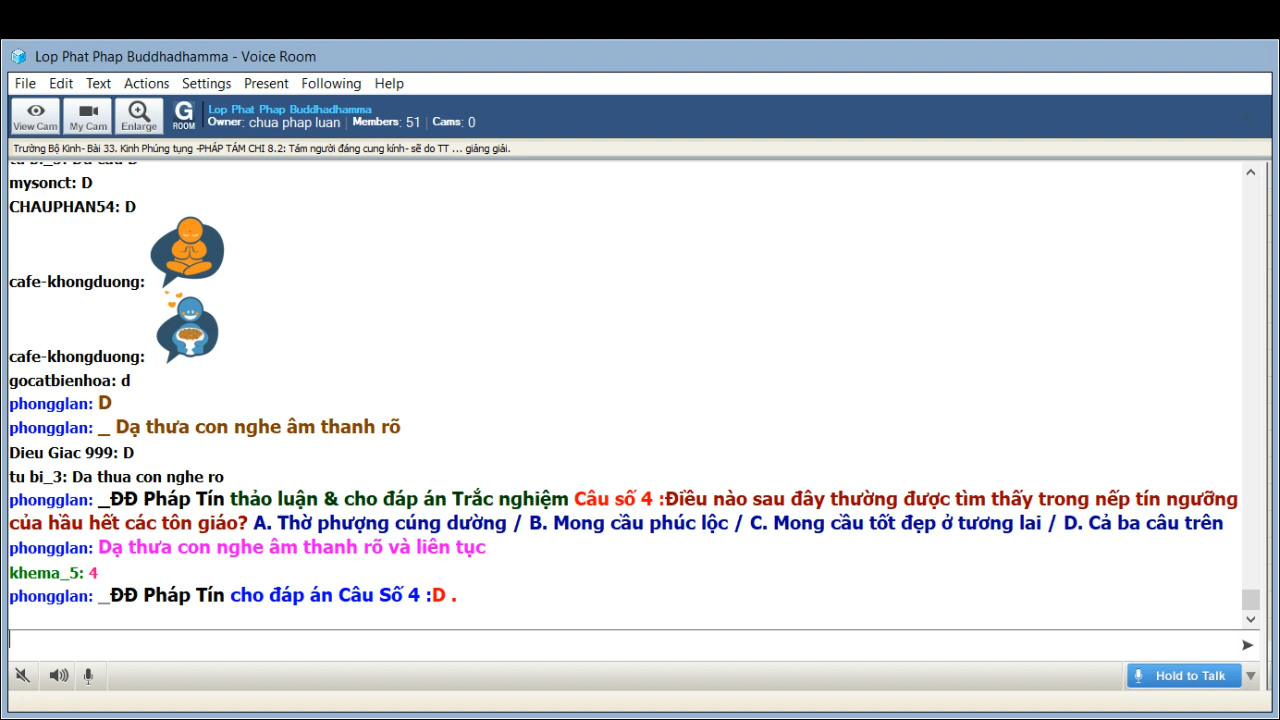 Lop Phat Phap Buddhadhamma - Voice Room
File Edit Text Actions Settings Present Following Help
View Cam My Cam Enlarge G ROOM Lop Phat Phap Buddhadhamma
Owner: chua phap luan | Members: 51 | Cams: 0
Trường Bộ Kinh- Bài 33. Kinh Phúng tụng -PHÁP TÁM CHI 8.2: Tám người đáng cung kính- sẽ do TT ... giảng giải.
mysonct: D
CHAUPHAN54: D
cafe-khongduong:
cafe-khongduong:
gocatbienhoa: d
phongglan: D
phongglan: _ Dạ thưa con nghe âm thanh rõ
Dieu Giac 999: D
tu bi_3: Da thua con nghe ro
phongglan: _ĐĐ Pháp Tín thảo luận & cho đáp án Trắc nghiệm Câu số 4 :Điều nào sau đây thường được tìm thấy trong nếp tín ngưỡng
của hầu hết các tôn giáo? A. Thờ phượng cúng dường / B. Mong cầu phúc lộc / C. Mong cầu tốt đẹp ở tương lai / D. Cả ba câu trên
phongglan: Dạ thưa con nghe âm thanh rõ và liên tục
khema_5: 4
phongglan: _ĐĐ Pháp Tín cho đáp án Câu Số 4 :D .
Hold to Talk